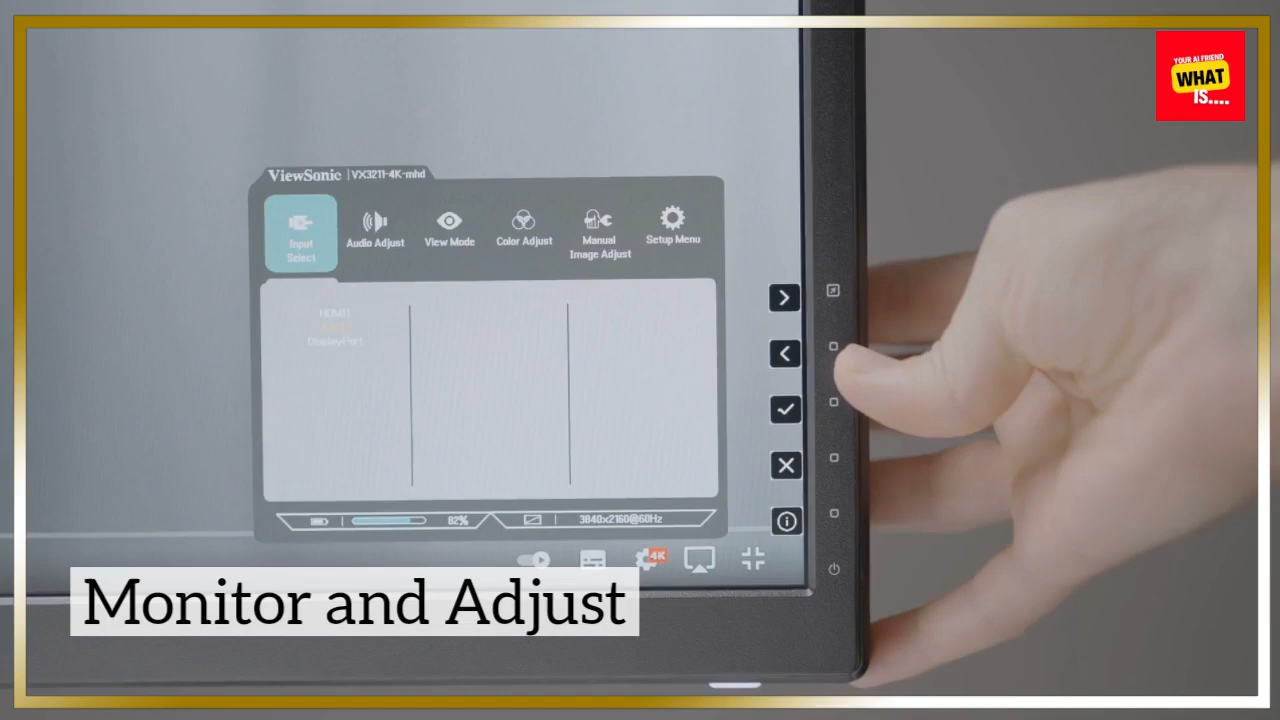 YOUR AI FRIEND
WHAT
IS....
ViewSonic | VX3211-4K-mhd
Input
Select
Audio Adjust
View Mode
Color Adjust
Manual
Image Adjust
Setup Menu
DisplayPort
82%
3840x2160@60Hz
4K
Monitor and Adjust